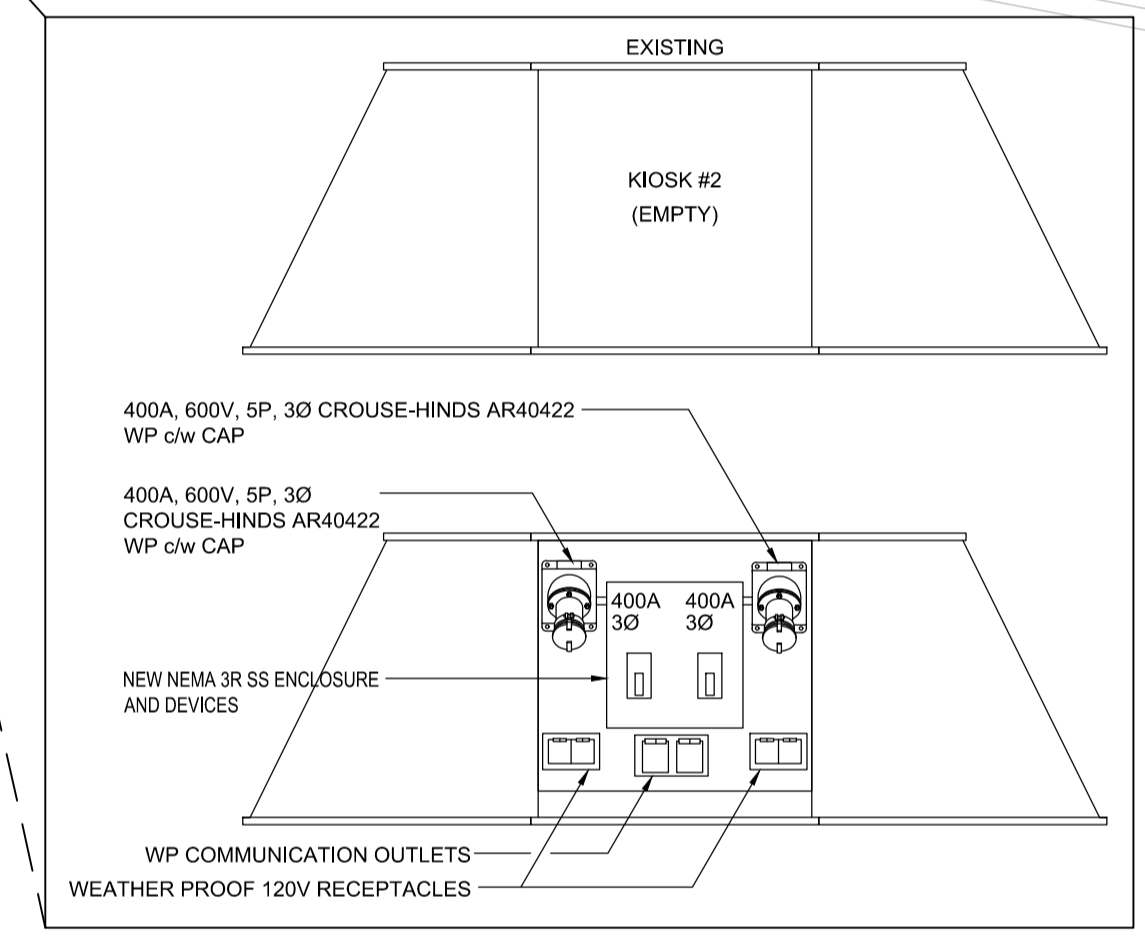 EXISTING
KIOSK #2
(EMPTY)
400A, 600V, 5P, 3Ø CROUSE-HINDS AR40422
WP c/w CAP
400A, 600V, 5P, 3Ø
CROUSE-HINDS AR40422
WP c/w CAP
400A 400A
3Ø 3Ø
NEW NEMA 3R SS ENCLOSURE
AND DEVICES
WP COMMUNICATION OUTLETS
WEATHER PROOF 120V RECEPTACLES